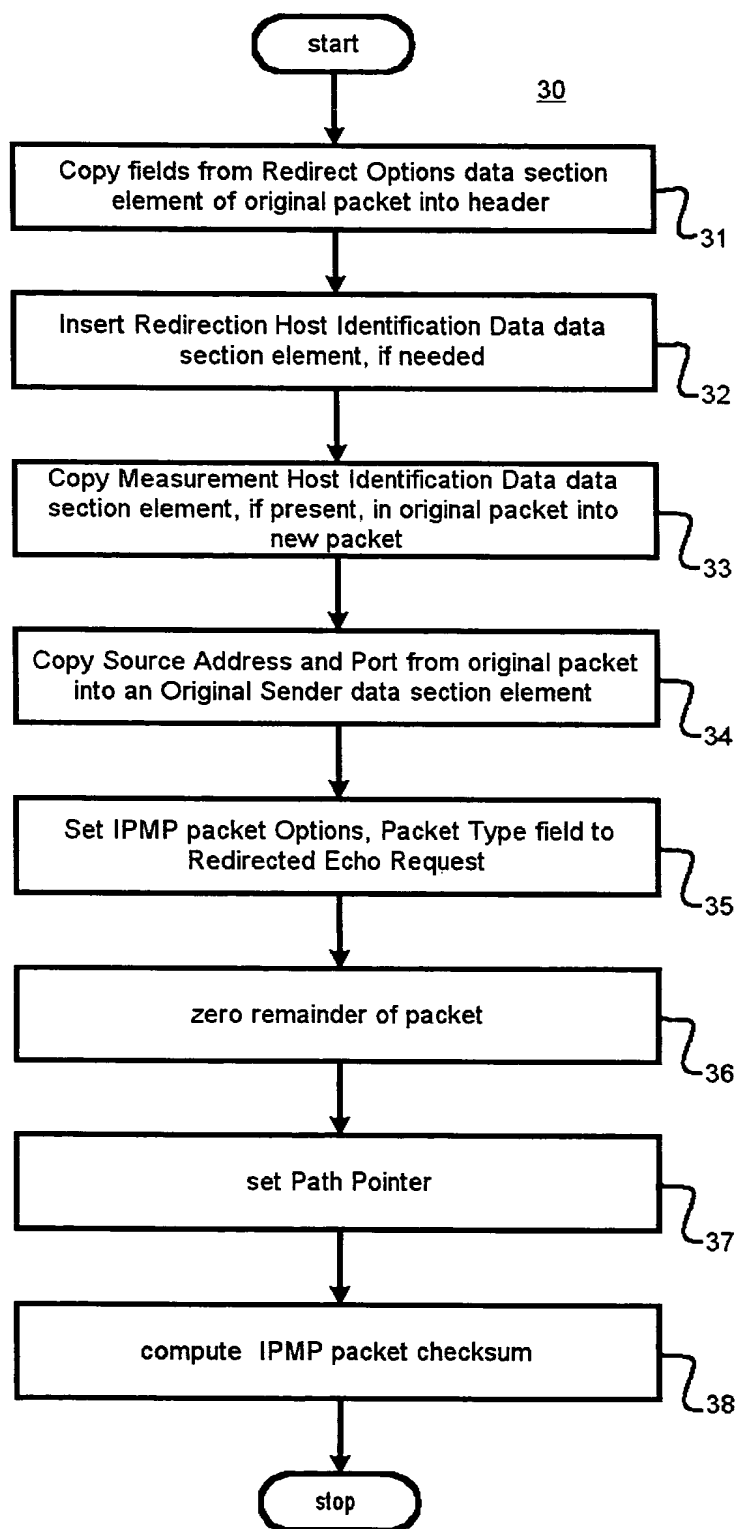 start
30
Copy fields from Redirect Options data section
element of original packet into header
31
Insert Redirection Host Identification Data data
section element, if needed
32
Copy Measurement Host Identification Data data
section element, if present, in original packet into
new packet
33
Copy Source Address and Port from original packet
into an Original Sender data section element
34
Set IPMP packet Options, Packet Type field to
Redirected Echo Request
35
zero remainder of packet
36
set Path Pointer
37
compute IPMP packet checksum
38
stop